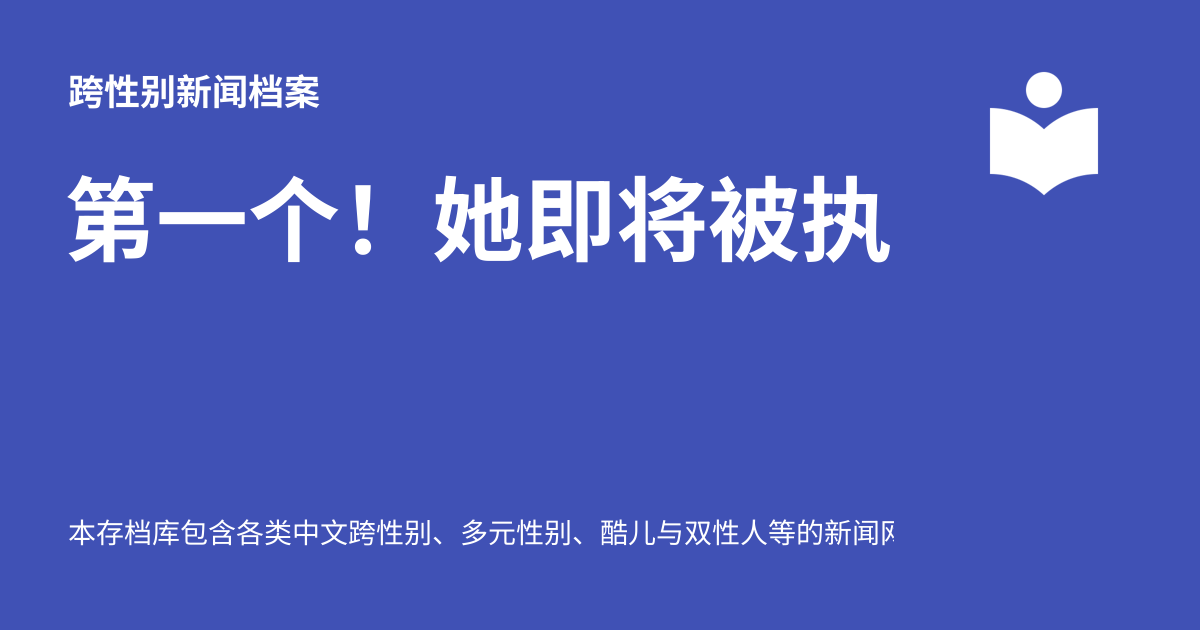 跨性别新闻档案
第一个！她即将被执
本存档库包含各类中文跨性别、多元性别、酷儿与双性人等的新闻